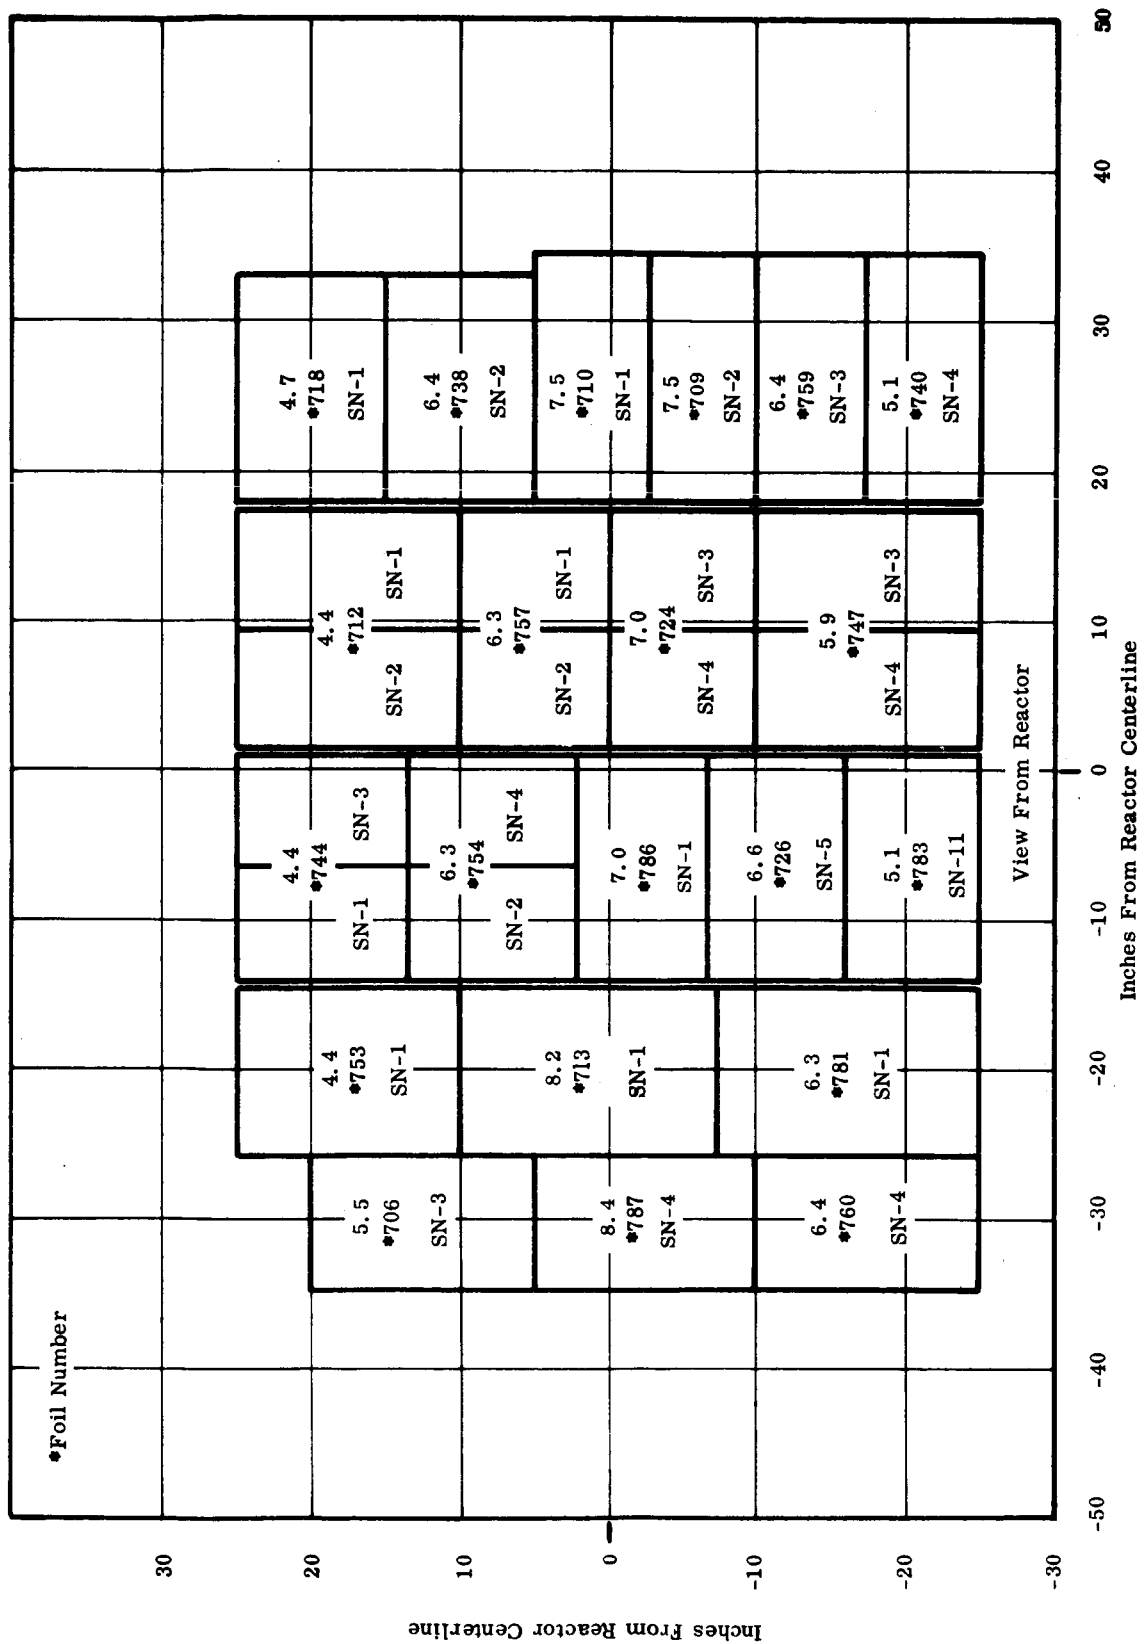 *Foil Number
4.7
*718
SN-1
6.4
*738
SN-2
7.5
*710
SN-1
7.5
*709
SN-2
6.4
*759
SN-3
5.1
*740
SN-4
4.4
*712
SN-2
SN-1
6.3
*757
SN-2
SN-1
7.0
*724
SN-4
SN-3
5.9
*747
SN-4
SN-3
4.4
*744
SN-1
SN-3
6.3
*754
SN-2
SN-4
7.0
*786
SN-1
6.6
*726
SN-5
5.1
*783
SN-11
4.4
*753
SN-1
8.2
*713
SN-1
6.3
*781
SN-1
5.5
*706
SN-3
8.4
*787
SN-4
6.4
*760
SN-4
View From Reactor
30
20
10
0
-10
-20
-30
Inches From Reactor Centerline
-50
-40
-30
-20
-10
0
10
20
30
40
50
Inches From Reactor Centerline